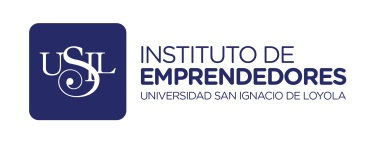 USIL
INSTITUTO DE
EMPRENDEDORES
UNIVERSIDAD SAN IGNACIO DE LOYOLA